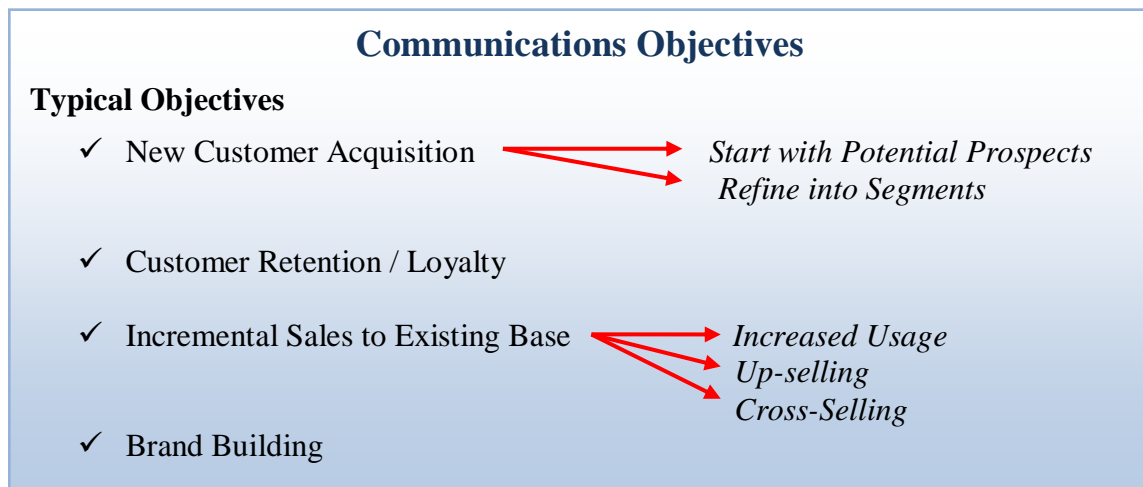 Communications Objectives
Typical Objectives
✓ New Customer Acquisition
Start with Potential Prospects
Refine into Segments
✓ Customer Retention / Loyalty
✓ Incremental Sales to Existing Base
Increased Usage
Up-selling
Cross-Selling
✓ Brand Building